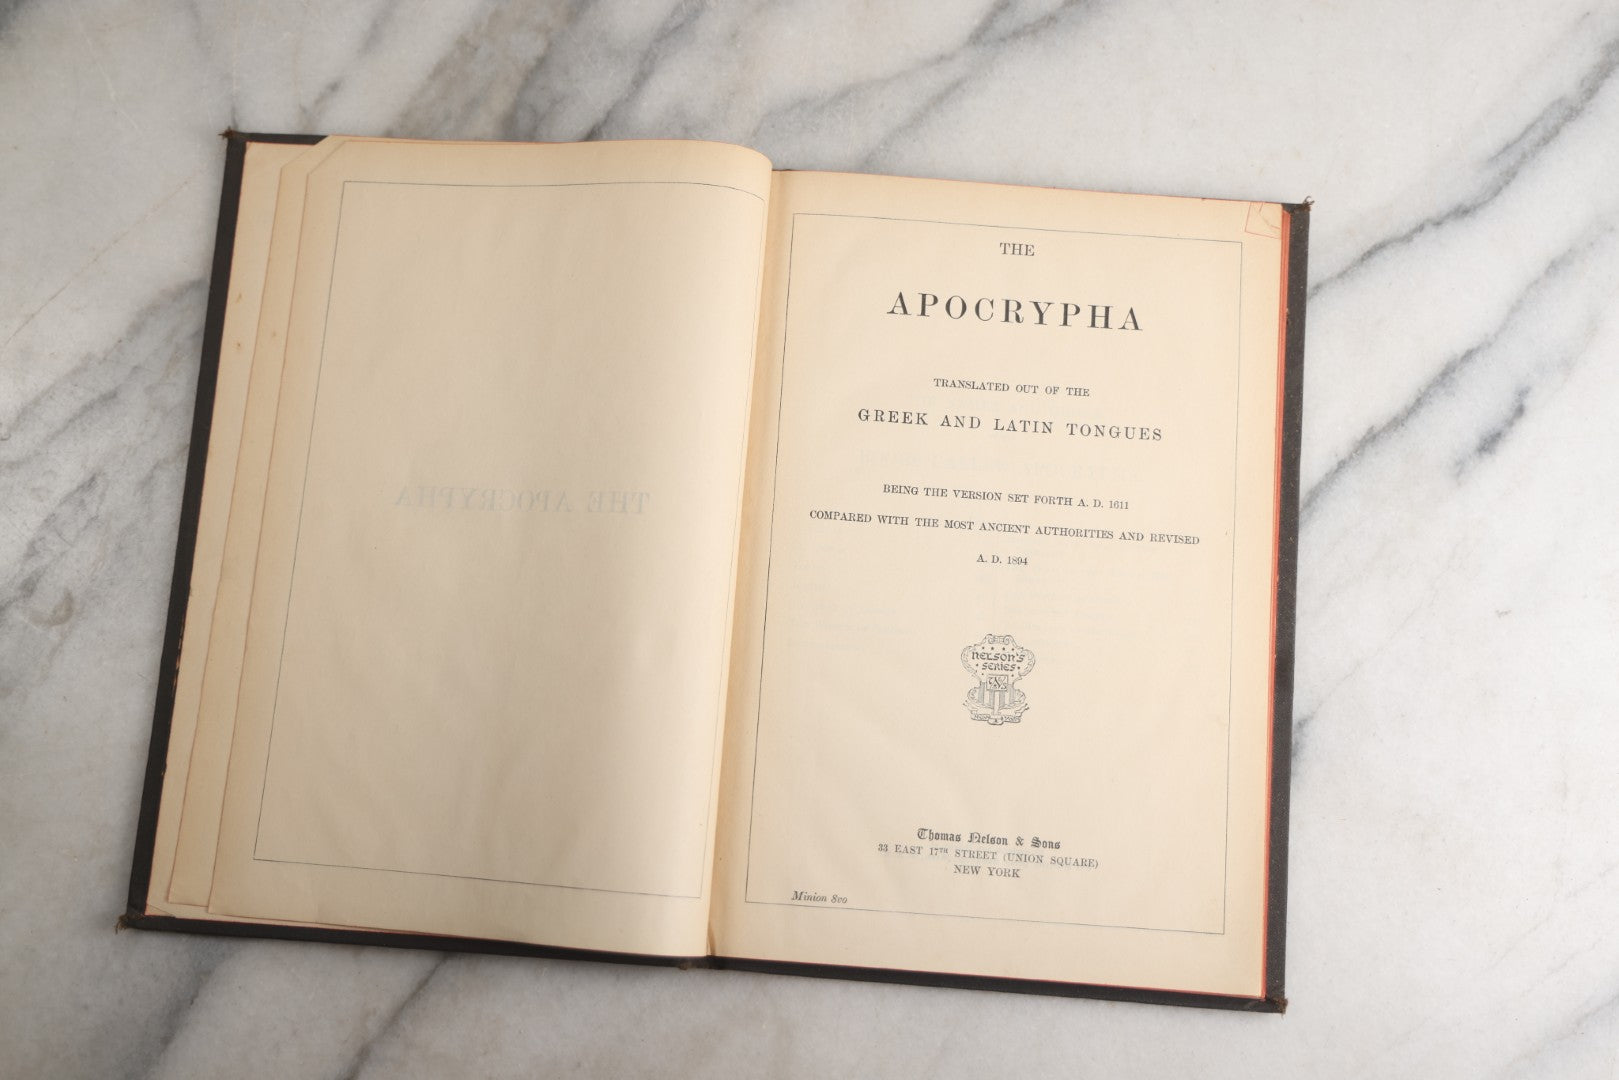 THE APOCRYPHA
THE
APOCRYPHA
TRANSLATED OUT OF THE
GREEK AND LATIN TONGUES
BEING THE VERSION SET FORTH A. D. 1611
COMPARED WITH THE MOST ANCIENT AUTHORITIES AND REVISED
A. D. 1894
NELSON'S
SERIES
Thomas Nelson & Sons
33 EAST 17TH STREET (UNION SQUARE)
NEW YORK
Minion 8vo